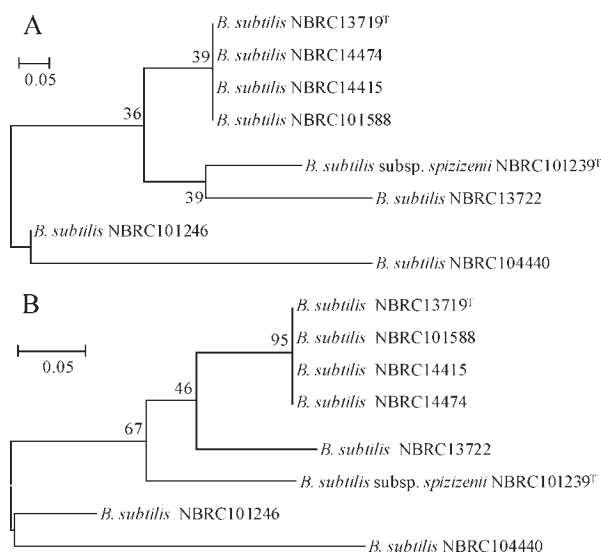 A
0.05
B. subtilis NBRC13719ᵀ
B. subtilis NBRC14474
39
B. subtilis NBRC14415
B. subtilis NBRC101588
36
B. subtilis subsp. spizizenii NBRC101239ᵀ
39
B. subtilis NBRC13722
B. subtilis NBRC101246
B. subtilis NBRC104440
B
0.05
B. subtilis NBRC13719ᵀ
B. subtilis NBRC101588
95
B. subtilis NBRC14415
B. subtilis NBRC14474
46
67
B. subtilis NBRC13722
B. subtilis subsp. spizizenii NBRC101239ᵀ
B. subtilis NBRC101246
B. subtilis NBRC104440